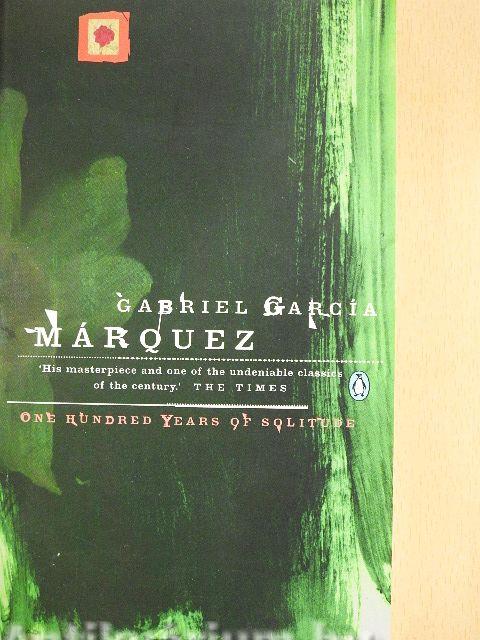 GABRIEL GARCÍA
MÁRQUEZ
'His masterpiece and one of the undeniable classics
of the century.' THE TIMES
ONE HUNDRED YEARS OF SOLITUDE